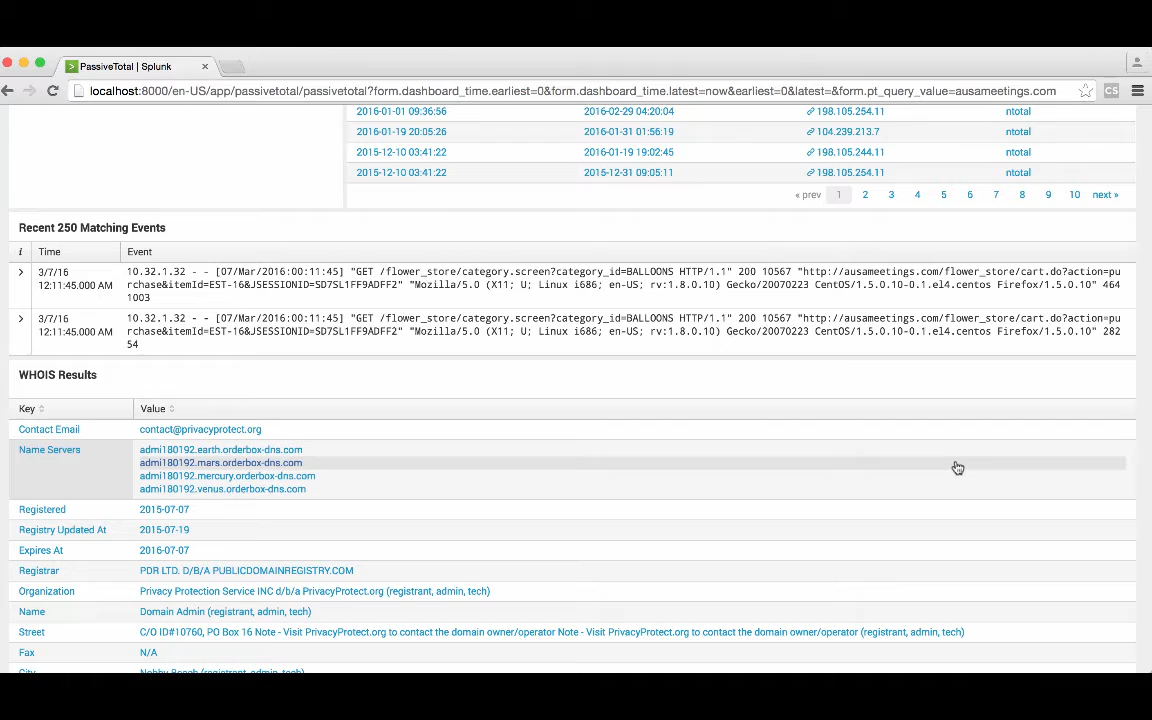 PassiveTotal | Splunk
localhost:8000/en-US/app/passivetotal/passivetotal?form.dashboard_time.earliest=0&form.dashboard_time.latest=now&earliest=0&latest=&form.pt_query_value=ausameetings.com
CS
2016-01-01 09:36:56 2016-02-29 04:20:04 198.105.254.11 ntotal
2016-01-19 20:05:26 2016-01-31 01:56:19 104.239.213.7 ntotal
2015-12-10 03:41:22 2016-01-19 19:02:45 198.105.244.11 ntotal
2015-12-10 03:41:22 2015-12-31 09:05:11 198.105.254.11 ntotal
« prev 1 2 3 4 5 6 7 8 9 10 next »
Recent 250 Matching Events
i Time Event
3/7/16 10.32.1.32 - - [07/Mar/2016:00:11:45] "GET /flower_store/category.screen?category_id=BALLOONS HTTP/1.1" 200 10567 "http://ausameetings.com/flower_store/cart.do?action=pu
12:11:45.000 AM rchase&itemId=EST-16&JSESSIONID=SD7SL1FF9ADFF2" "Mozilla/5.0 (X11; U; Linux i686; en-US; rv:1.8.0.10) Gecko/20070223 CentOS/1.5.0.10-0.1.el4.centos Firefox/1.5.0.10" 464
1003
3/7/16 10.32.1.32 - - [07/Mar/2016:00:11:45] "GET /flower_store/category.screen?category_id=BALLOONS HTTP/1.1" 200 10567 "http://ausameetings.com/flower_store/cart.do?action=pu
12:11:45.000 AM rchase&itemId=EST-16&JSESSIONID=SD7SL1FF9ADFF2" "Mozilla/5.0 (X11; U; Linux i686; en-US; rv:1.8.0.10) Gecko/20070223 CentOS/1.5.0.10-0.1.el4.centos Firefox/1.5.0.10" 282
54
WHOIS Results
Key Value
Contact Email contact@privacyprotect.org
Name Servers admi180192.earth.orderbox-dns.com
admi180192.mars.orderbox-dns.com
admi180192.mercury.orderbox-dns.com
admi180192.venus.orderbox-dns.com
Registered 2015-07-07
Registry Updated At 2015-07-19
Expires At 2016-07-07
Registrar PDR LTD. D/B/A PUBLICDOMAINREGISTRY.COM
Organization Privacy Protection Service INC d/b/a PrivacyProtect.org (registrant, admin, tech)
Name Domain Admin (registrant, admin, tech)
Street C/O ID#10760, PO Box 16 Note - Visit PrivacyProtect.org to contact the domain owner/operator Note - Visit PrivacyProtect.org to contact the domain owner/operator (registrant, admin, tech)
Fax N/A
City Nobby Beach (registrant, admin, tech)